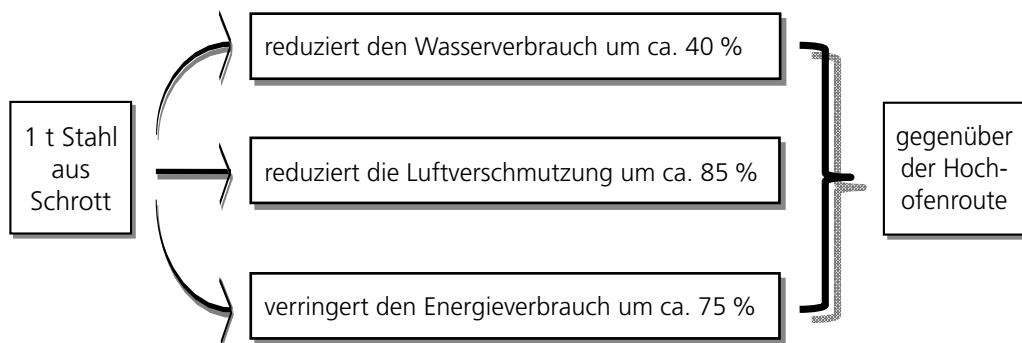 1 t Stahl
aus
Schrott
reduziert den Wasserverbrauch um ca. 40 %
reduziert die Luftverschmutzung um ca. 85 %
verringert den Energieverbrauch um ca. 75 %
gegenüber
der Hoch-
ofenroute